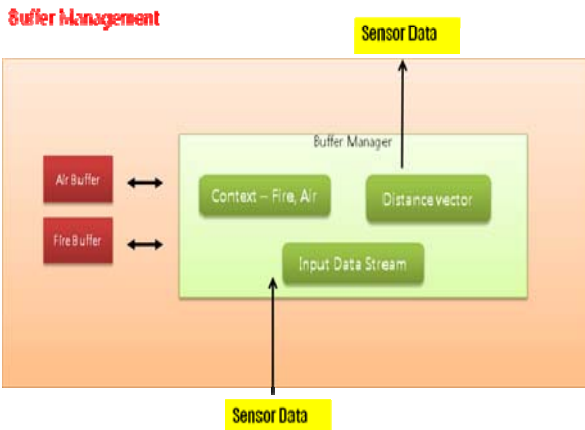 Buffer Management
Sensor Data
Buffer Manager
Air Buffer
Context – Fire, Air
Distance vector
Fire Buffer
Input Data Stream
Sensor Data